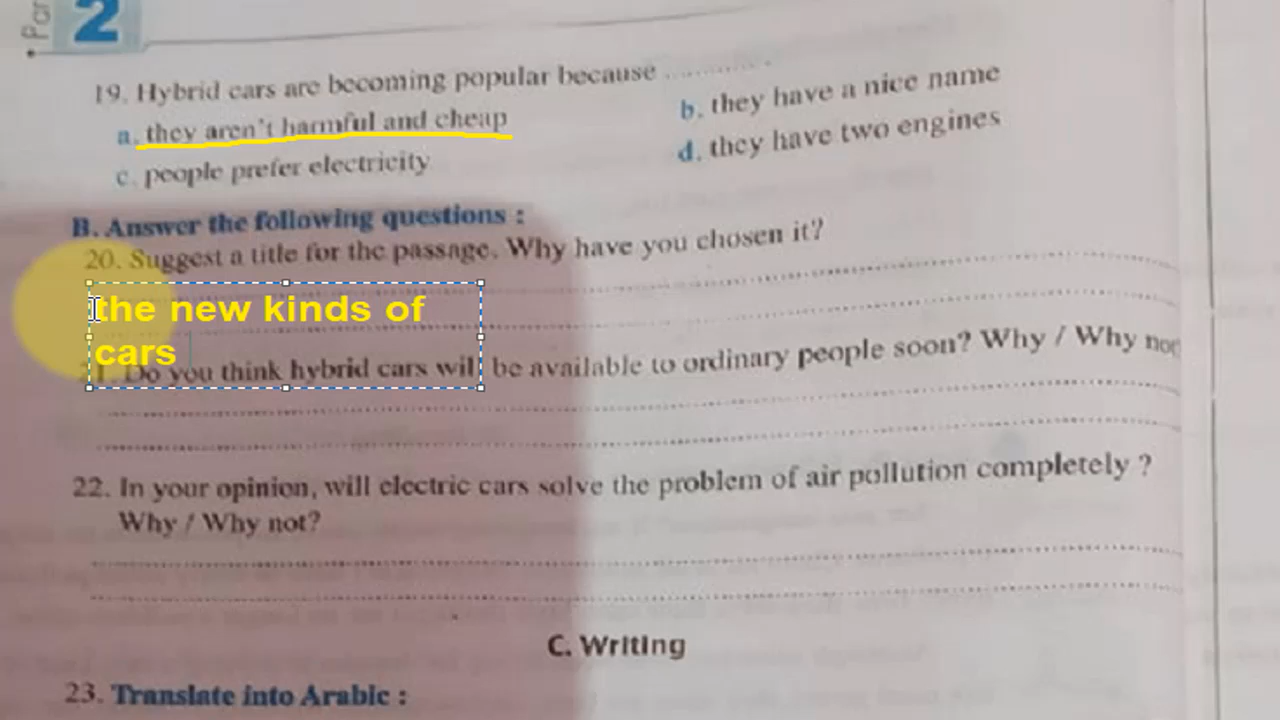 2
19. Hybrid cars are becoming popular because ............
a. they aren't harmful and cheap
b. they have a nice name
c. people prefer electricity
d. they have two engines
B. Answer the following questions :
20. Suggest a title for the passage. Why have you chosen it?
the new kinds of
cars
21. Do you think hybrid cars will be available to ordinary people soon? Why / Why not
22. In your opinion, will electric cars solve the problem of air pollution completely ?
Why / Why not?
C. Writing
23. Translate into Arabic :